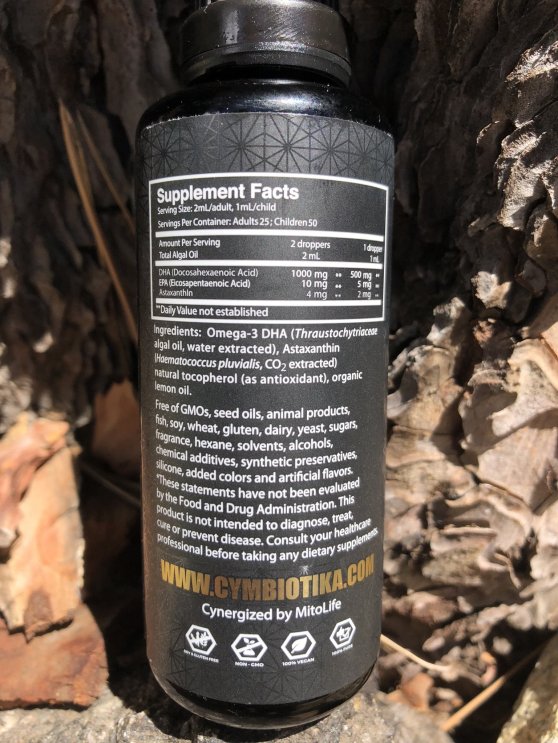 Supplement Facts
Serving Size: 2mL/adult, 1mL/child
Servings Per Container: Adults 25; Children 50
Amount Per Serving 2 droppers 1 dropper
Total Algal Oil 2 mL 1 mL
DHA (Docosahexaenoic Acid) 1000 mg ** 500 mg **
EPA (Eicosapentaenoic Acid) 10 mg ** 5 mg **
Astaxanthin 4 mg ** 2 mg **
**Daily Value not established
Ingredients: Omega-3 DHA (Thraustochytriaceae
algal oil, water extracted), Astaxanthin
(Haematococcus pluvialis, CO2 extracted)
natural tocopherol (as antioxidant), organic
lemon oil.
Free of GMOs, seed oils, animal products,
fish, soy, wheat, gluten, dairy, yeast, sugars,
fragrance, hexane, solvents, alcohols,
chemical additives, synthetic preservatives,
silicone, added colors and artificial flavors.
*These statements have not been evaluated
by the Food and Drug Administration. This
product is not intended to diagnose, treat,
cure or prevent disease. Consult your healthcare
professional before taking any dietary supplements.
WWW.CYMBIOTIKA.COM
Cynergized by MitoLife
SOY & GLUTEN FREE NON - GMO 100% VEGAN 100% PURE